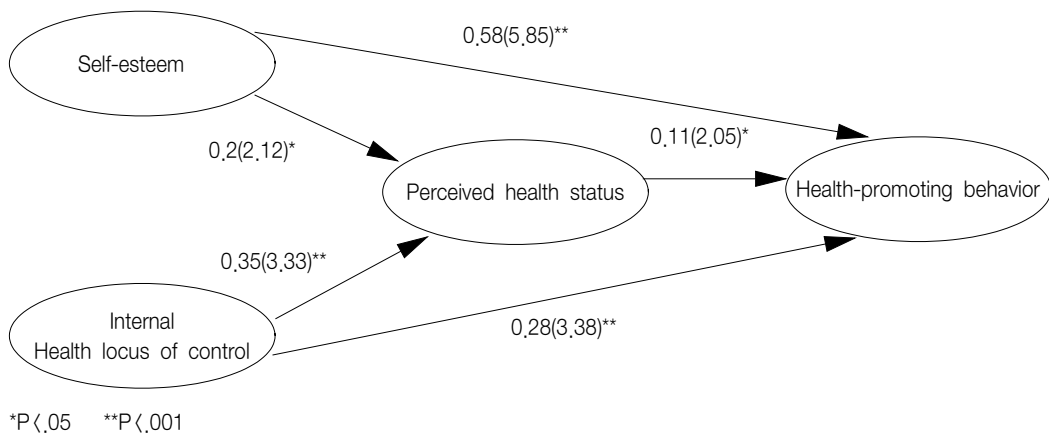 0.58(5.85)**
Self-esteem
0.2(2.12)*
0.11(2.05)*
Perceived health status
Health-promoting behavior
0.35(3.33)**
Internal
Health locus of control
0.28(3.38)**
*P<.05 **P<.001